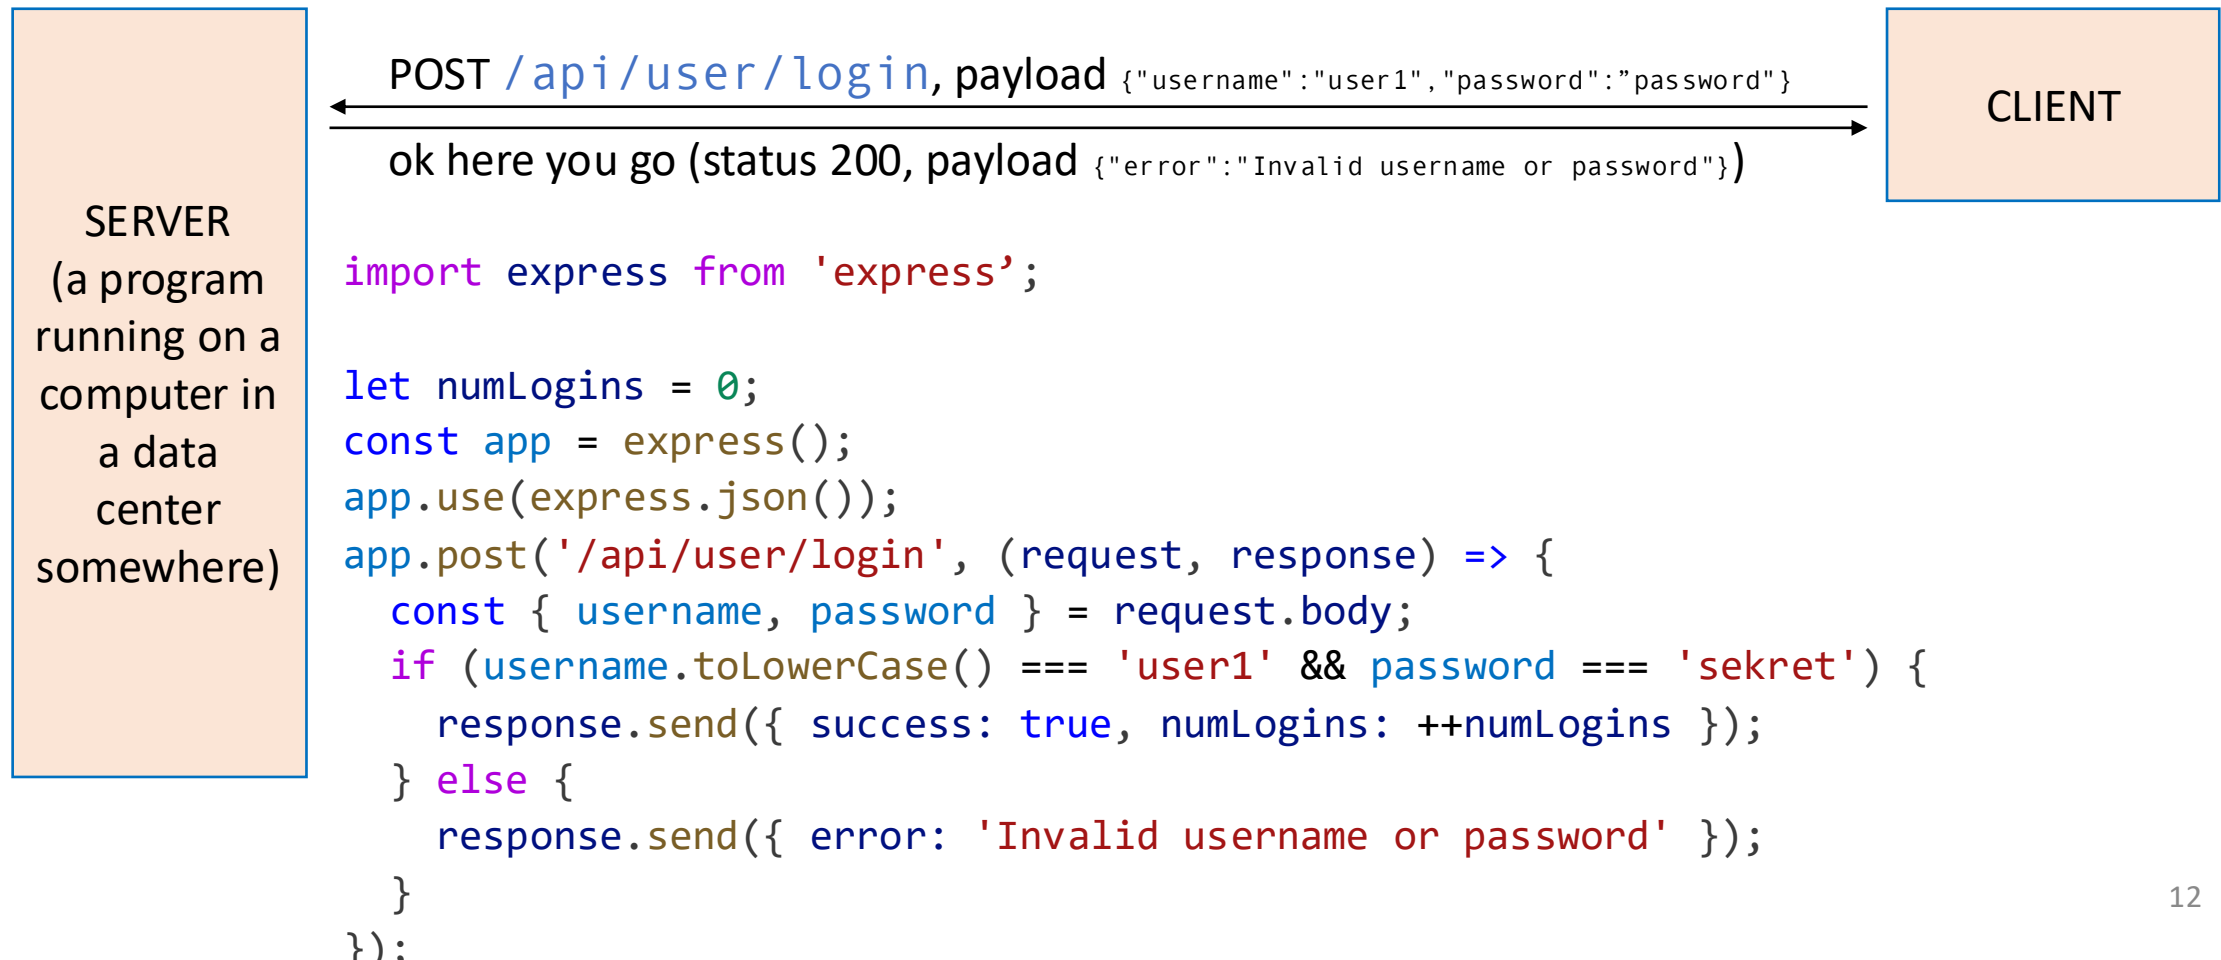 SERVER
(a program
running on a
computer in
a data
center
somewhere)
POST /api/user/login, payload {"username":"user1","password":”password"}
ok here you go (status 200, payload {"error":"Invalid username or password"})
CLIENT
import express from 'express’;
let numLogins = 0;
const app = express();
app.use(express.json());
app.post('/api/user/login', (request, response) => {
  const { username, password } = request.body;
  if (username.toLowerCase() === 'user1' && password === 'sekret') {
    response.send({ success: true, numLogins: ++numLogins });
  } else {
    response.send({ error: 'Invalid username or password' });
  }
});
12